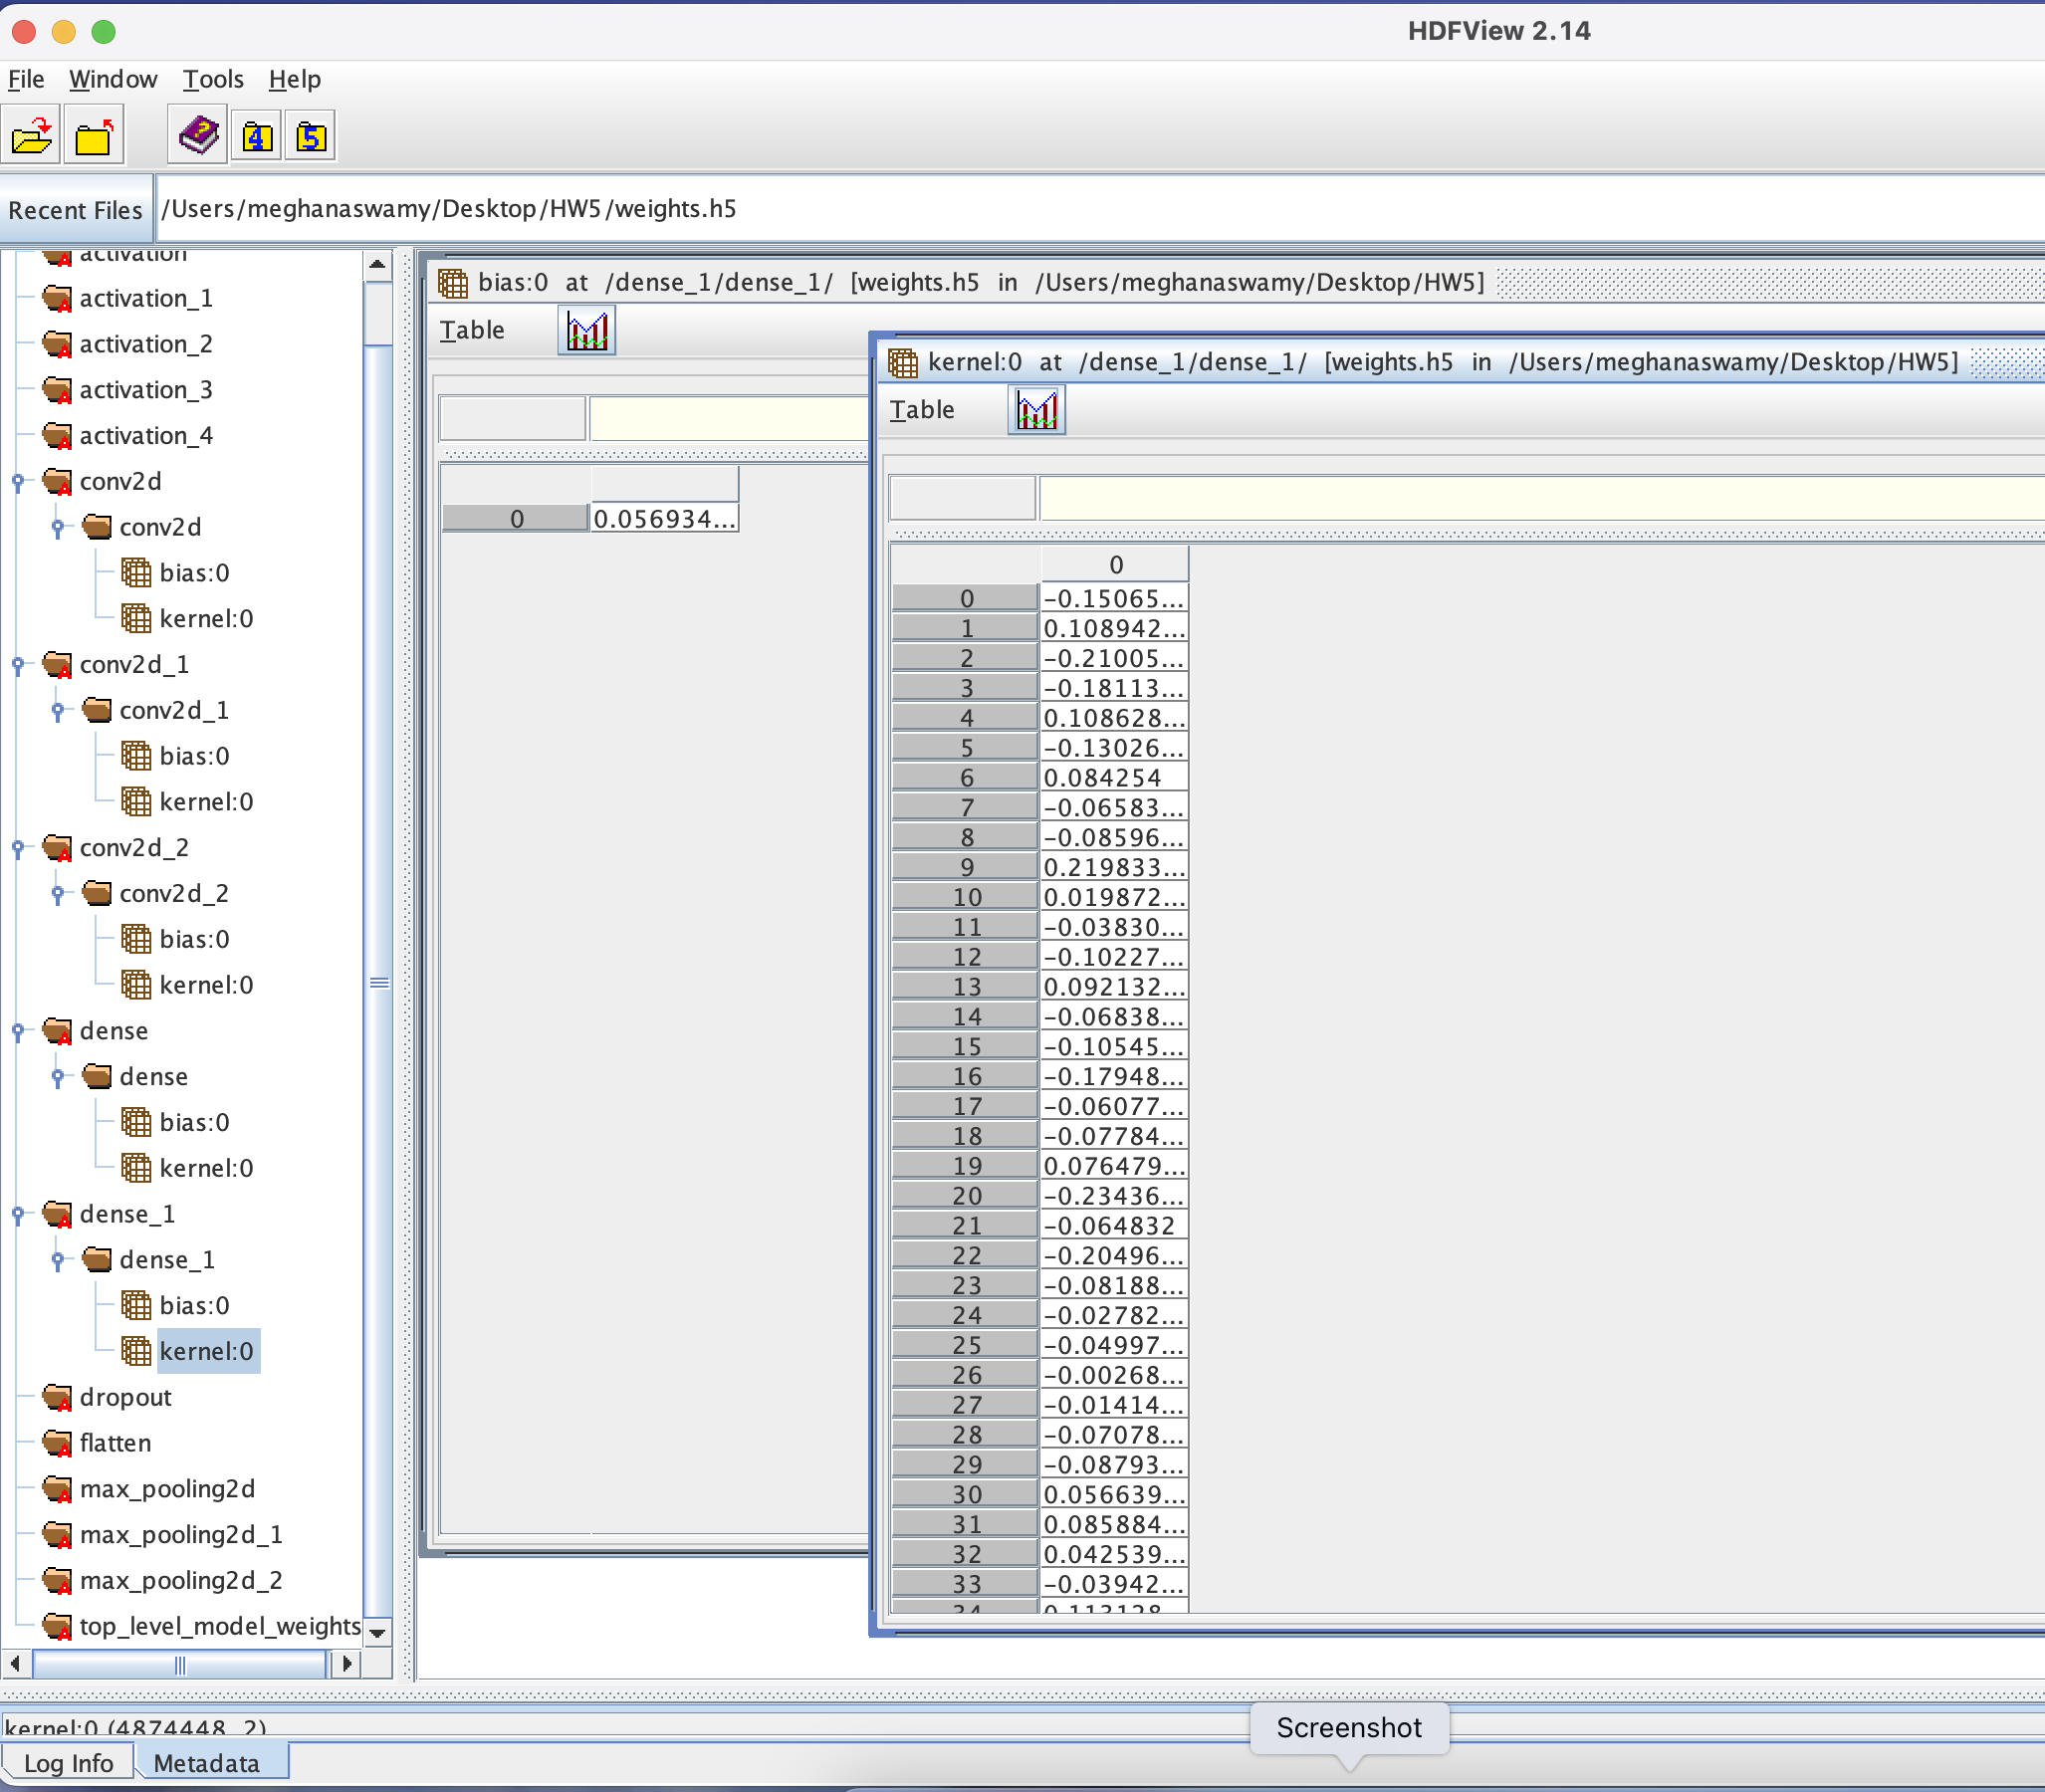 HDFView 2.14
File Window Tools Help
4 5
Recent Files /Users/meghanaswamy/Desktop/HW5/weights.h5
activation
activation_1
activation_2
activation_3
activation_4
conv2d
conv2d
bias:0
kernel:0
conv2d_1
conv2d_1
bias:0
kernel:0
conv2d_2
conv2d_2
bias:0
kernel:0
dense
dense
bias:0
kernel:0
dense_1
dense_1
bias:0
kernel:0
dropout
flatten
max_pooling2d
max_pooling2d_1
max_pooling2d_2
top_level_model_weights
bias:0 at /dense_1/dense_1/ [weights.h5 in /Users/meghanaswamy/Desktop/HW5]
Table
0 0.056934...
kernel:0 at /dense_1/dense_1/ [weights.h5 in /Users/meghanaswamy/Desktop/HW5]
Table
0
0 -0.15065...
1 0.108942...
2 -0.21005...
3 -0.18113...
4 0.108628...
5 -0.13026...
6 0.084254
7 -0.06583...
8 -0.08596...
9 0.219833...
10 0.019872...
11 -0.03830...
12 -0.10227...
13 0.092132...
14 -0.06838...
15 -0.10545...
16 -0.17948...
17 -0.06077...
18 -0.07784...
19 0.076479...
20 -0.23436...
21 -0.064832
22 -0.20496...
23 -0.08188...
24 -0.02782...
25 -0.04997...
26 -0.00268...
27 -0.01414...
28 -0.07078...
29 -0.08793...
30 0.056639...
31 0.085884...
32 0.042539...
33 -0.03942...
34 0.113128...
kernel:0 (4874448, 2)
Log Info Metadata
Screenshot